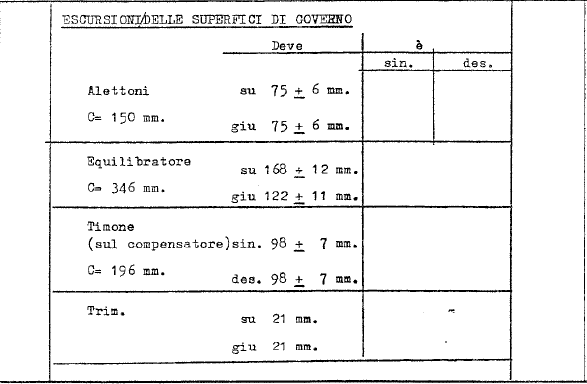 ESCURSIONI/DELLE SUPERFICI DI GOVERNO
Deve è
sin. des.
Alettoni su 75 ± 6 mm.
C= 150 mm.
giu 75 ± 6 mm.
Equilibratore
su 168 ± 12 mm.
C= 346 mm.
giu 122 ± 11 mm.
Timone
(sul compensatore)sin. 98 ± 7 mm.
C= 196 mm.
des. 98 ± 7 mm.
Trim.
su 21 mm.
giu 21 mm.